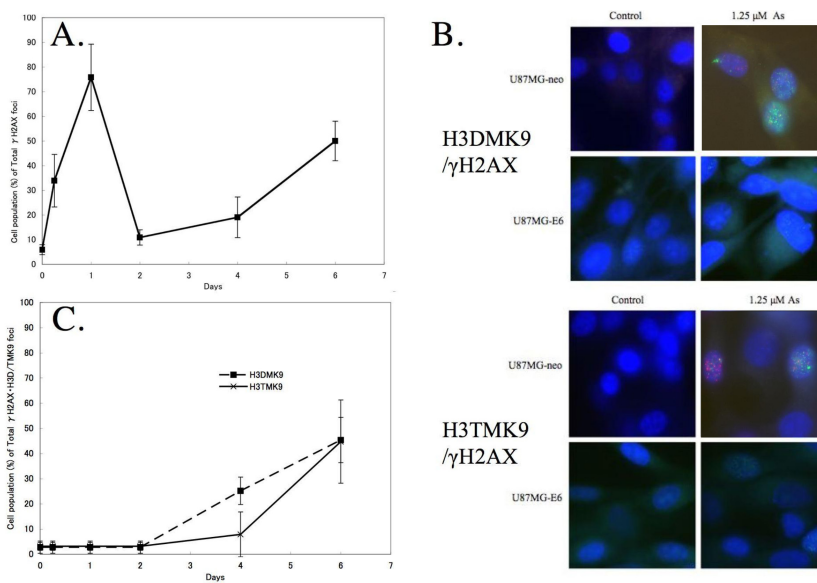 A.
Cell population (%) of Total γH2AX foci
100
90
80
70
60
50
40
30
20
10
0
0 1 2 3 4 5 6 7
Days
B.
Control
1.25 μM As
U87MG-neo
H3DMK9
/γH2AX
U87MG-E6
Control
1.25 μM As
U87MG-neo
H3TMK9
/γH2AX
U87MG-E6
C.
Cell population (%) of Total γH2AX+H3D/TMK9 foci
100
90
80
70
60
50
40
30
20
10
0
H3DMK9
H3TMK9
0 1 2 3 4 5 6 7
Days